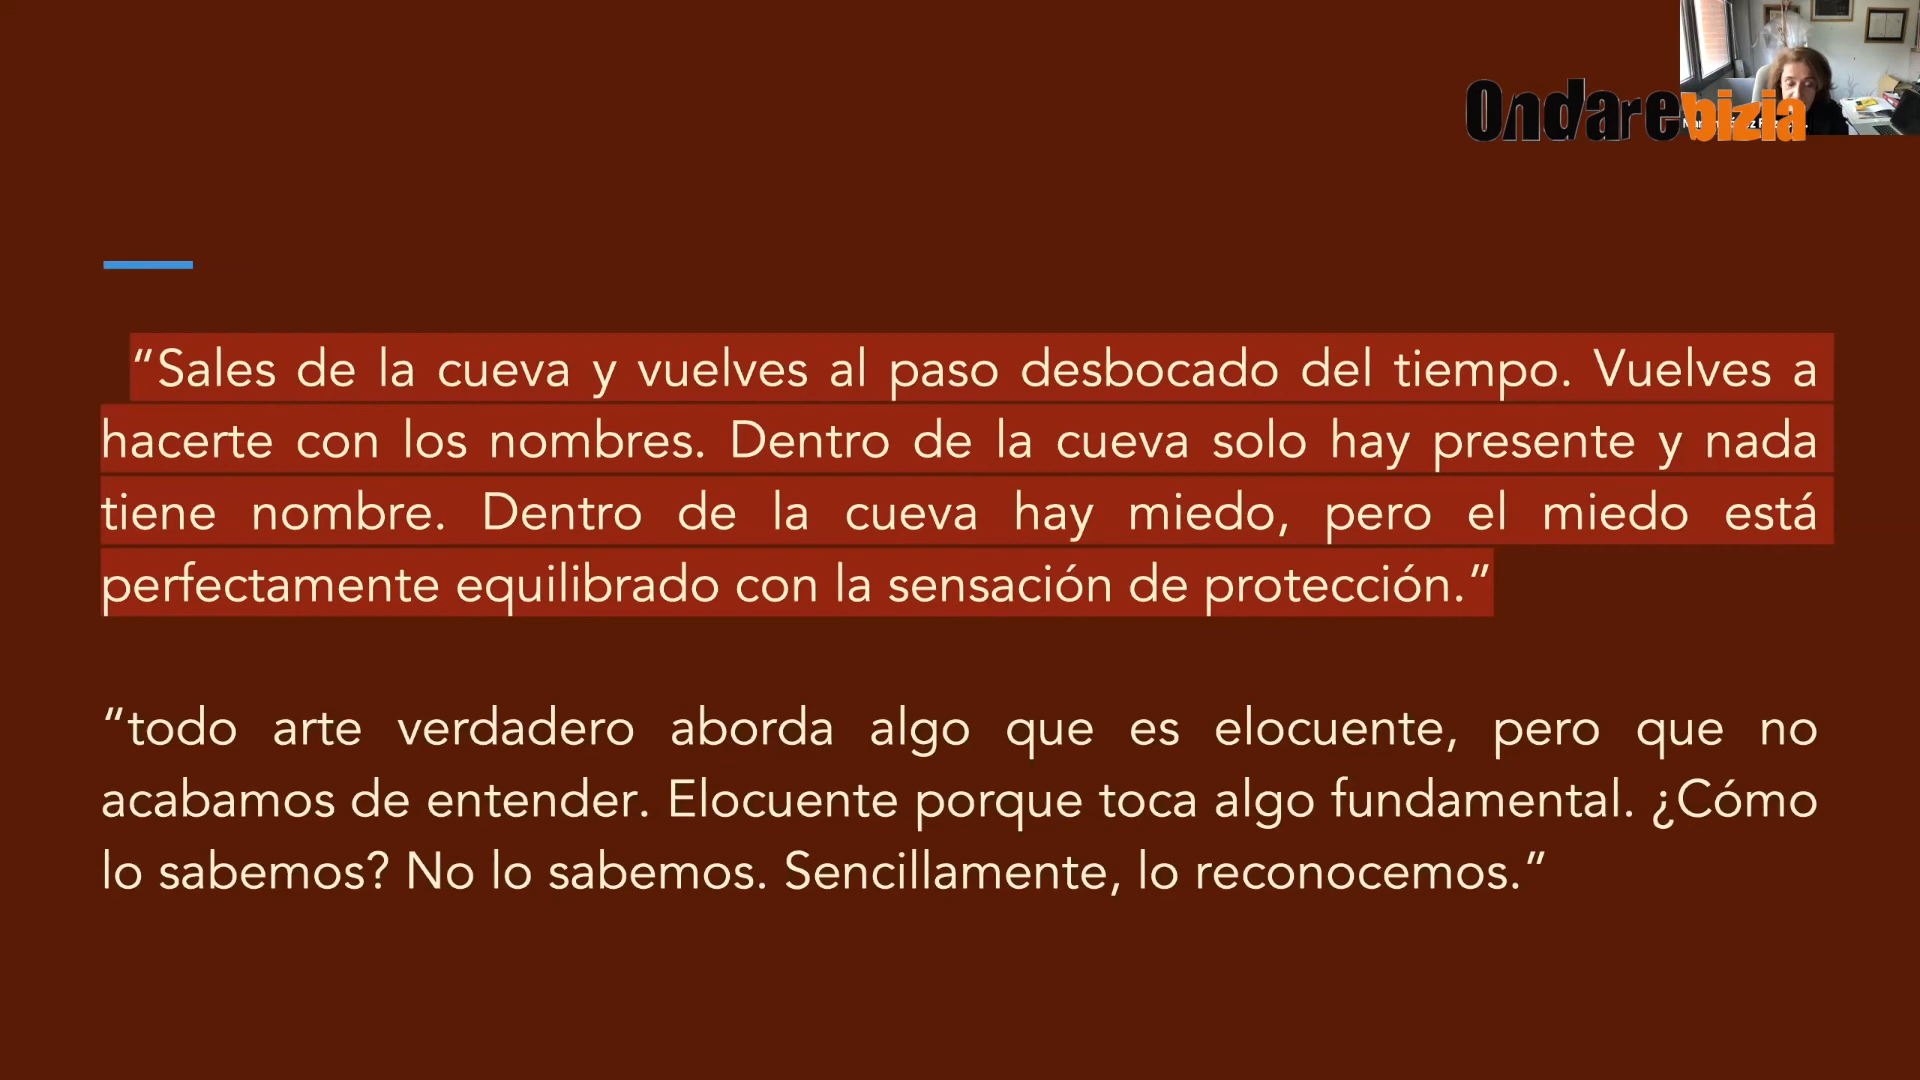 Ondarebizia
“Sales de la cueva y vuelves al paso desbocado del tiempo. Vuelves a
hacerte con los nombres. Dentro de la cueva solo hay presente y nada
tiene nombre. Dentro de la cueva hay miedo, pero el miedo está
perfectamente equilibrado con la sensación de protección.”
“todo arte verdadero aborda algo que es elocuente, pero que no
acabamos de entender. Elocuente porque toca algo fundamental. ¿Cómo
lo sabemos? No lo sabemos. Sencillamente, lo reconocemos.”